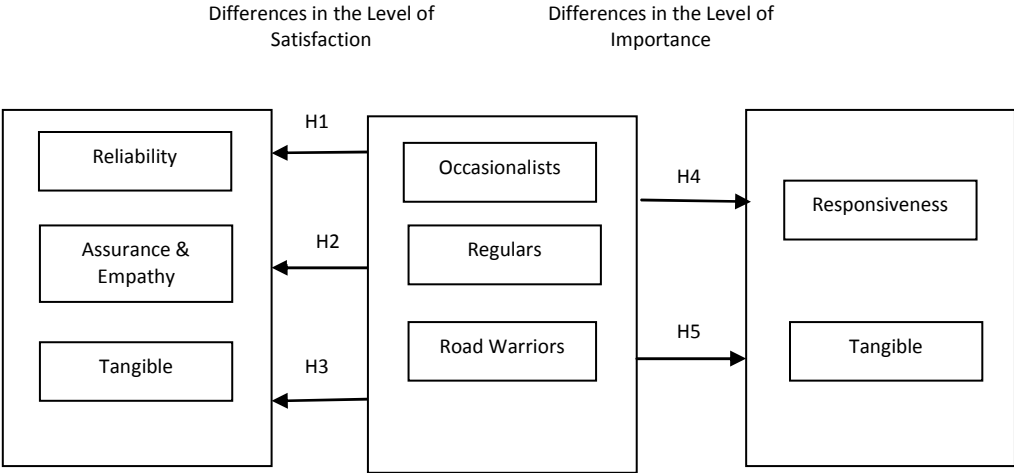 Differences in the Level of
Satisfaction
Differences in the Level of
Importance
H1
Reliability
Occasionalists
H4
Responsiveness
Assurance &
Empathy
H2
Regulars
Road Warriors
H5
Tangible
Tangible
H3